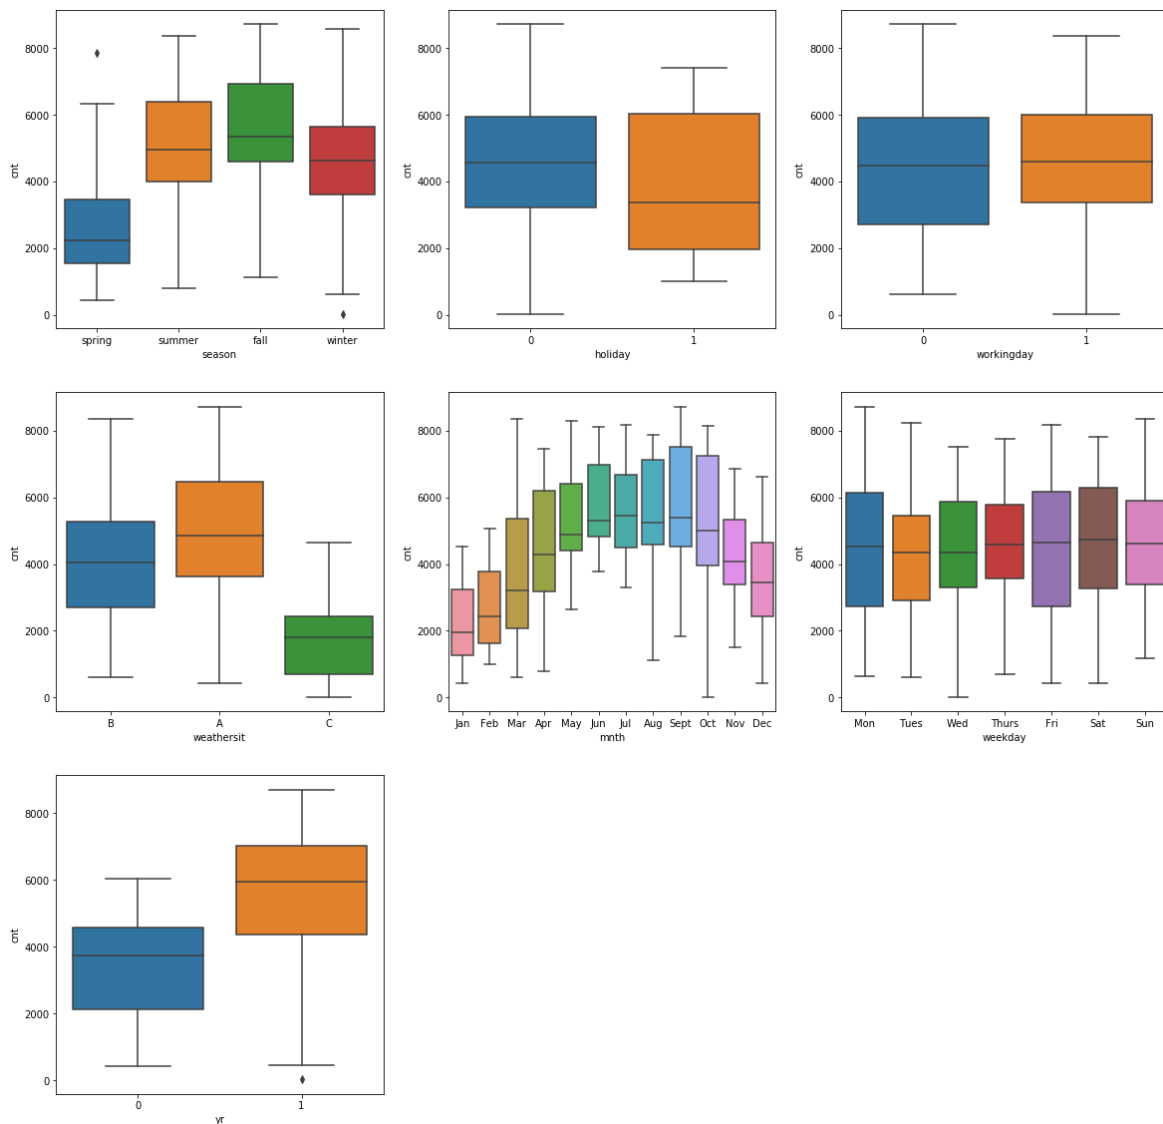 8000
6000
4000
2000
0
cnt
spring summer fall winter
season
8000
6000
4000
2000
0
cnt
0 1
holiday
8000
6000
4000
2000
0
cnt
0 1
workingday
8000
6000
4000
2000
0
cnt
B A C
weathersit
8000
6000
4000
2000
0
cnt
Jan Feb Mar Apr May Jun Jul Aug Sept Oct Nov Dec
mnth
8000
6000
4000
2000
0
cnt
Mon Tues Wed Thurs Fri Sat Sun
weekday
8000
6000
4000
2000
0
cnt
0 1
yr